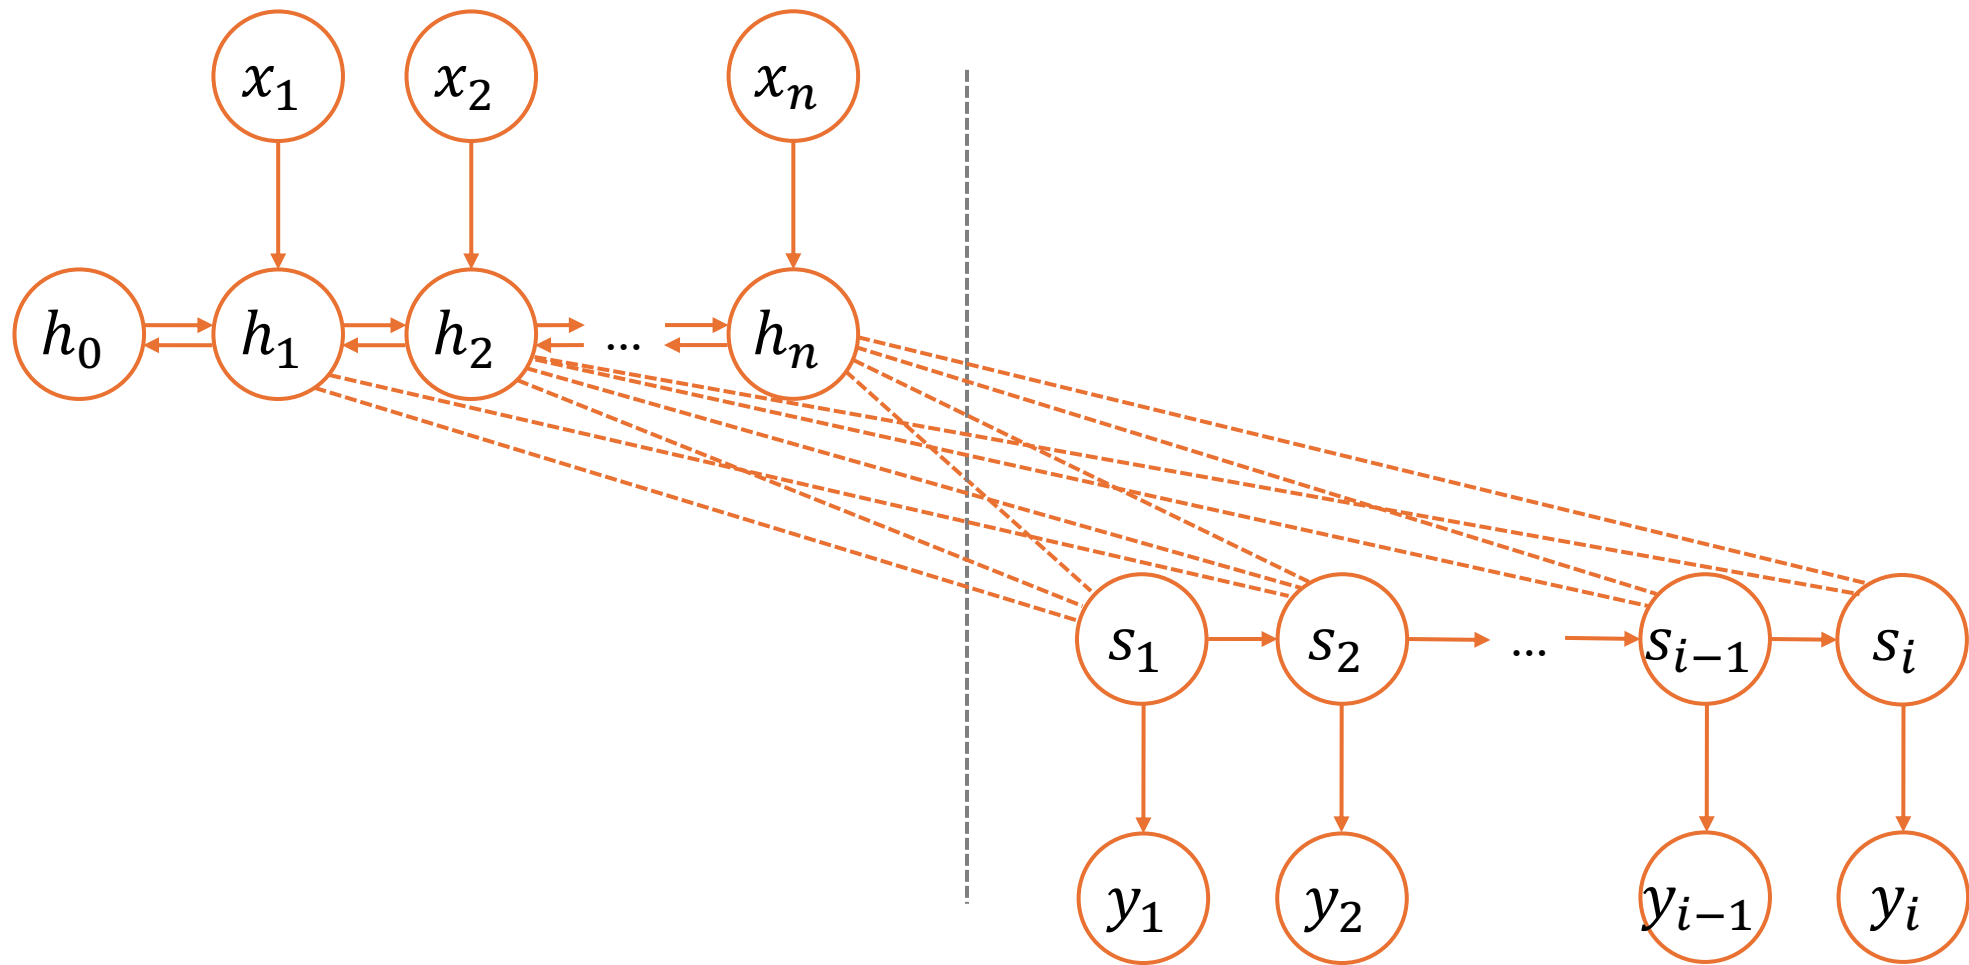 x₁ x₂ xₙ
h₀ h₁ h₂ ... hₙ
s₁ s₂ ... sᵢ₋₁ sᵢ
y₁ y₂ yᵢ₋₁ yᵢ